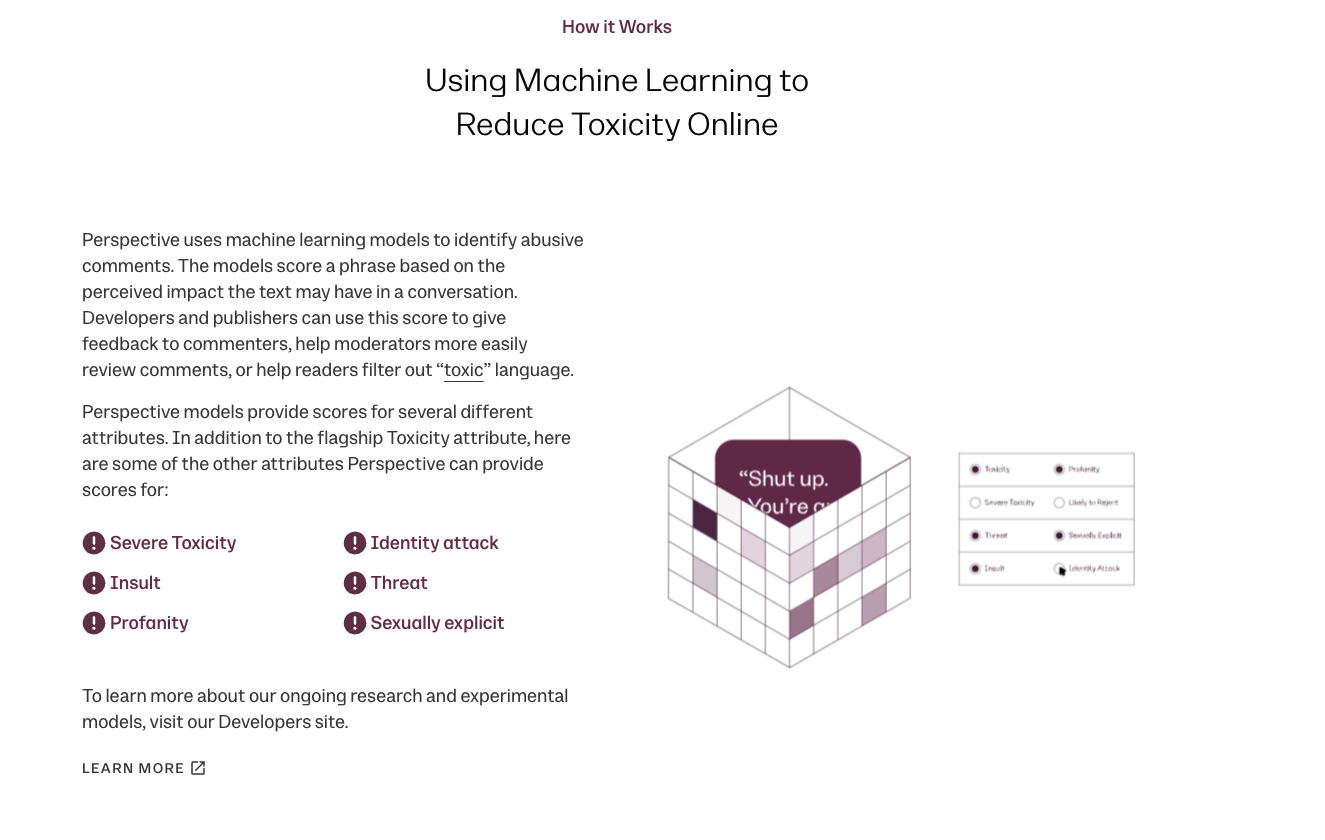 How it Works
Using Machine Learning to
Reduce Toxicity Online
Perspective uses machine learning models to identify abusive
comments. The models score a phrase based on the
perceived impact the text may have in a conversation.
Developers and publishers can use this score to give
feedback to commenters, help moderators more easily
review comments, or help readers filter out “toxic” language.
Perspective models provide scores for several different
attributes. In addition to the flagship Toxicity attribute, here
are some of the other attributes Perspective can provide
scores for:
Severe Toxicity
Identity attack
Insult
Threat
Profanity
Sexually explicit
To learn more about our ongoing research and experimental
models, visit our Developers site.
LEARN MORE
“Shut up.
You’re a
Toxicity
Profanity
Severe Toxicity
Likely to Reject
Threat
Sexually Explicit
Insult
Identity Attack